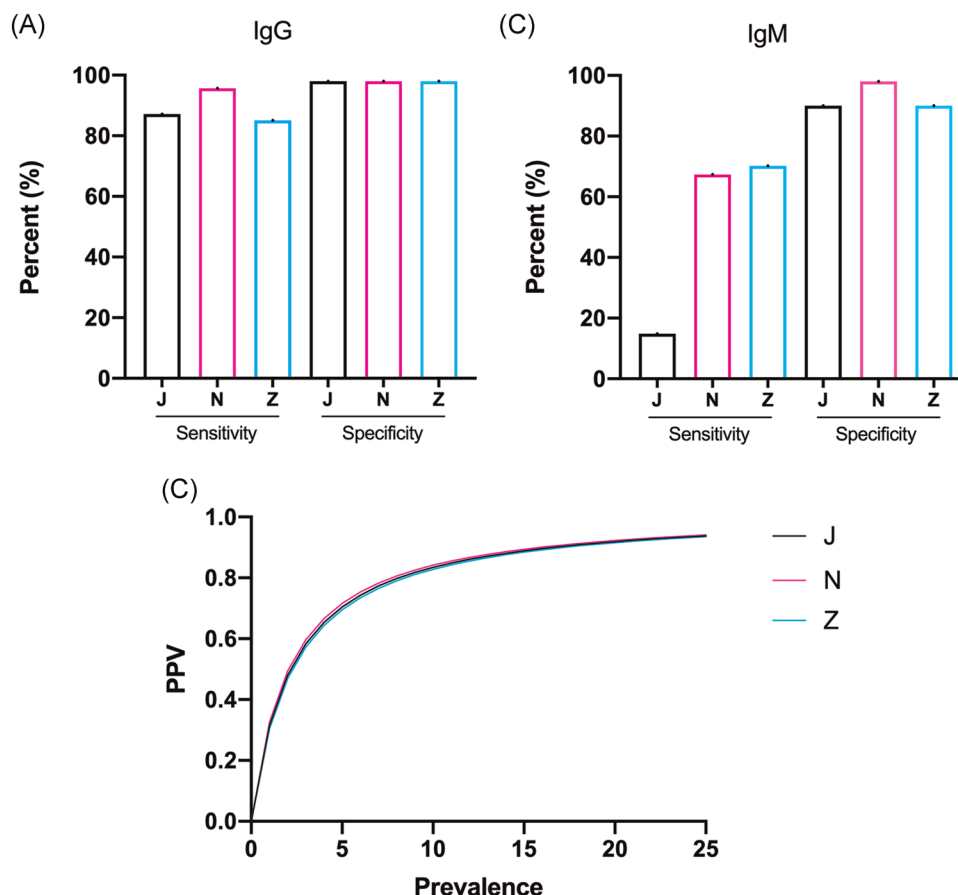 (A)
IgG
Percent (%)
100
80
60
40
20
0
J N Z J N Z
Sensitivity Specificity
(C)
IgM
Percent (%)
100
80
60
40
20
0
J N Z J N Z
Sensitivity Specificity
(C)
PPV
1.0
0.8
0.6
0.4
0.2
0.0
0 5 10 15 20 25
Prevalence
J
N
Z